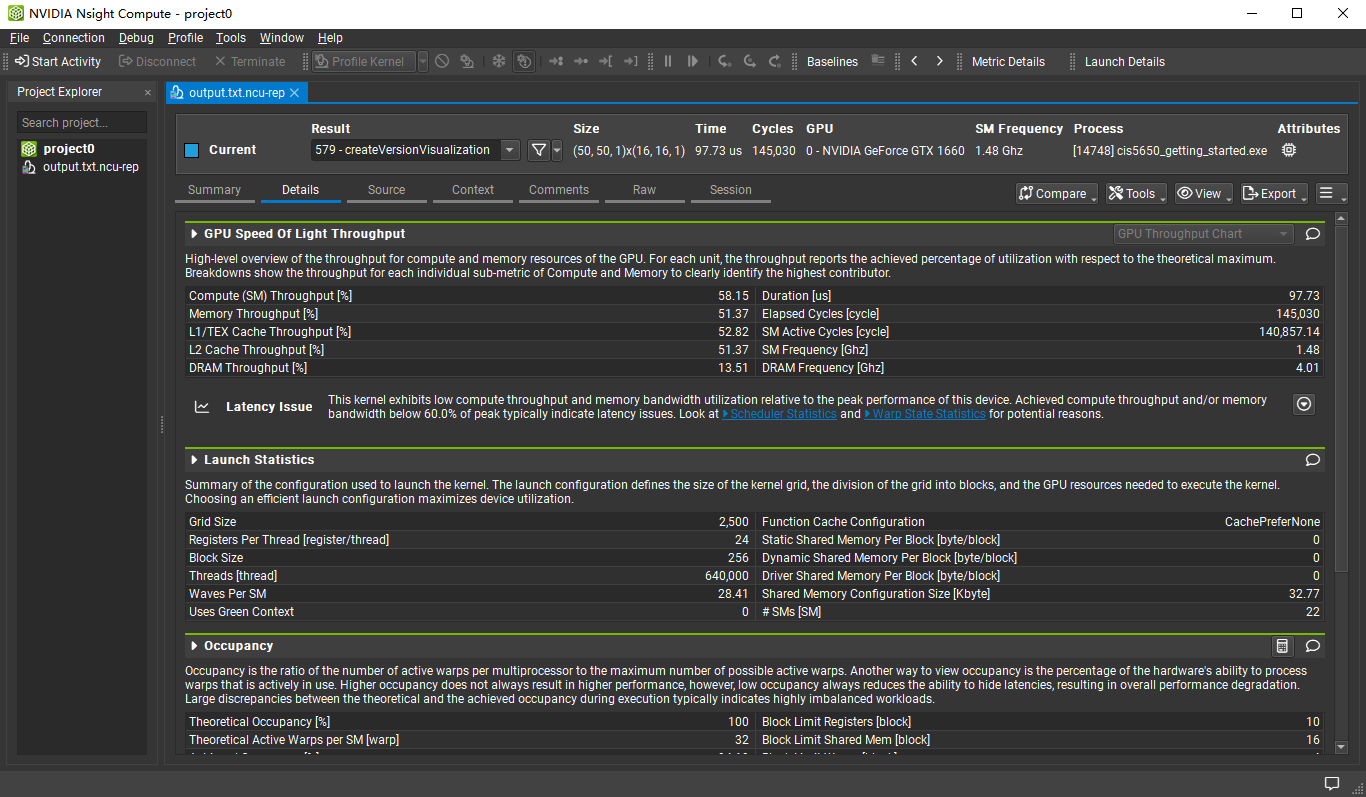 NVIDIA Nsight Compute - project0
File Connection Debug Profile Tools Window Help
Start Activity Disconnect Terminate Profile Kernel Baselines Metric Details Launch Details
Project Explorer
Search project...
project0
output.txt.ncu-rep
output.txt.ncu-rep
Result Size Time Cycles GPU SM Frequency Process Attributes
Current 579 - createVersionVisualization (50, 50, 1)x(16, 16, 1) 97.73 us 145,030 0 - NVIDIA GeForce GTX 1660 1.48 Ghz [14748] cis5650_getting_started.exe
Summary Details Source Context Comments Raw Session
Compare Tools View Export
GPU Speed Of Light Throughput GPU Throughput Chart
High-level overview of the throughput for compute and memory resources of the GPU. For each unit, the throughput reports the achieved percentage of utilization with respect to the theoretical maximum.
Breakdowns show the throughput for each individual sub-metric of Compute and Memory to clearly identify the highest contributor.
Compute (SM) Throughput [%] 58.15 Duration [us] 97.73
Memory Throughput [%] 51.37 Elapsed Cycles [cycle] 145,030
L1/TEX Cache Throughput [%] 52.82 SM Active Cycles [cycle] 140,857.14
L2 Cache Throughput [%] 51.37 SM Frequency [Ghz] 1.48
DRAM Throughput [%] 13.51 DRAM Frequency [Ghz] 4.01
Latency Issue
This kernel exhibits low compute throughput and memory bandwidth utilization relative to the peak performance of this device. Achieved compute throughput and/or memory
bandwidth below 60.0% of peak typically indicate latency issues. Look at Scheduler Statistics and Warp State Statistics for potential reasons.
Launch Statistics
Summary of the configuration used to launch the kernel. The launch configuration defines the size of the kernel grid, the division of the grid into blocks, and the GPU resources needed to execute the kernel.
Choosing an efficient launch configuration maximizes device utilization.
Grid Size 2,500 Function Cache Configuration CachePreferNone
Registers Per Thread [register/thread] 24 Static Shared Memory Per Block [byte/block] 0
Block Size 256 Dynamic Shared Memory Per Block [byte/block] 0
Threads [thread] 640,000 Driver Shared Memory Per Block [byte/block] 0
Waves Per SM 28.41 Shared Memory Configuration Size [Kbyte] 32.77
Uses Green Context 0 # SMs [SM] 22
Occupancy
Occupancy is the ratio of the number of active warps per multiprocessor to the maximum number of possible active warps. Another way to view occupancy is the percentage of the hardware's ability to process
warps that is actively in use. Higher occupancy does not always result in higher performance, however, low occupancy always reduces the ability to hide latencies, resulting in overall performance degradation.
Large discrepancies between the theoretical and the achieved occupancy during execution typically indicates highly imbalanced workloads.
Theoretical Occupancy [%] 100 Block Limit Registers [block] 10
Theoretical Active Warps per SM [warp] 32 Block Limit Shared Mem [block] 16